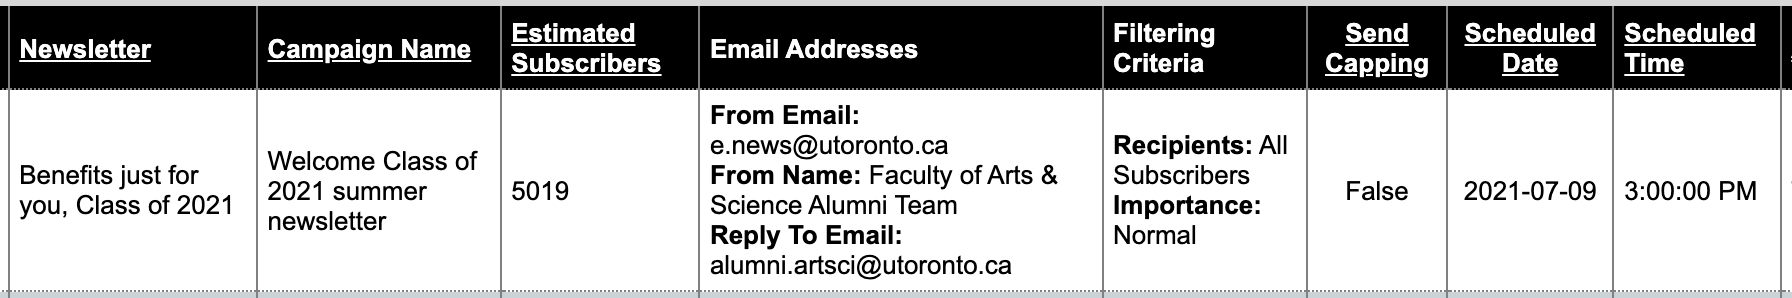 Newsletter
Campaign Name
Estimated
Subscribers
Email Addresses
Filtering
Criteria
Send
Capping
Scheduled
Date
Scheduled
Time
Benefits just for
you, Class of 2021
Welcome Class of
2021 summer
newsletter
5019
From Email:
e.news@utoronto.ca
From Name: Faculty of Arts &
Science Alumni Team
Reply To Email:
alumni.artsci@utoronto.ca
Recipients: All
Subscribers
Importance:
Normal
False
2021-07-09
3:00:00 PM